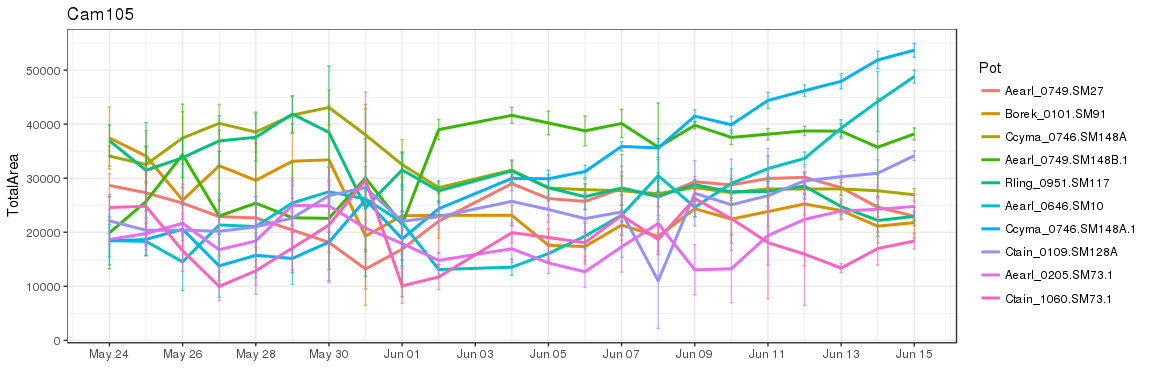 Cam105
TotalArea
50000
40000
30000
20000
10000
0
May 24 May 26 May 28 May 30 Jun 01 Jun 03 Jun 05 Jun 07 Jun 09 Jun 11 Jun 13 Jun 15
Pot
Aearl_0749.SM27
Borek_0101.SM91
Ccyma_0746.SM148A
Aearl_0749.SM148B.1
Rling_0951.SM117
Aearl_0646.SM10
Ccyma_0746.SM148A.1
Ctain_0109.SM128A
Aearl_0205.SM73.1
Ctain_1060.SM73.1